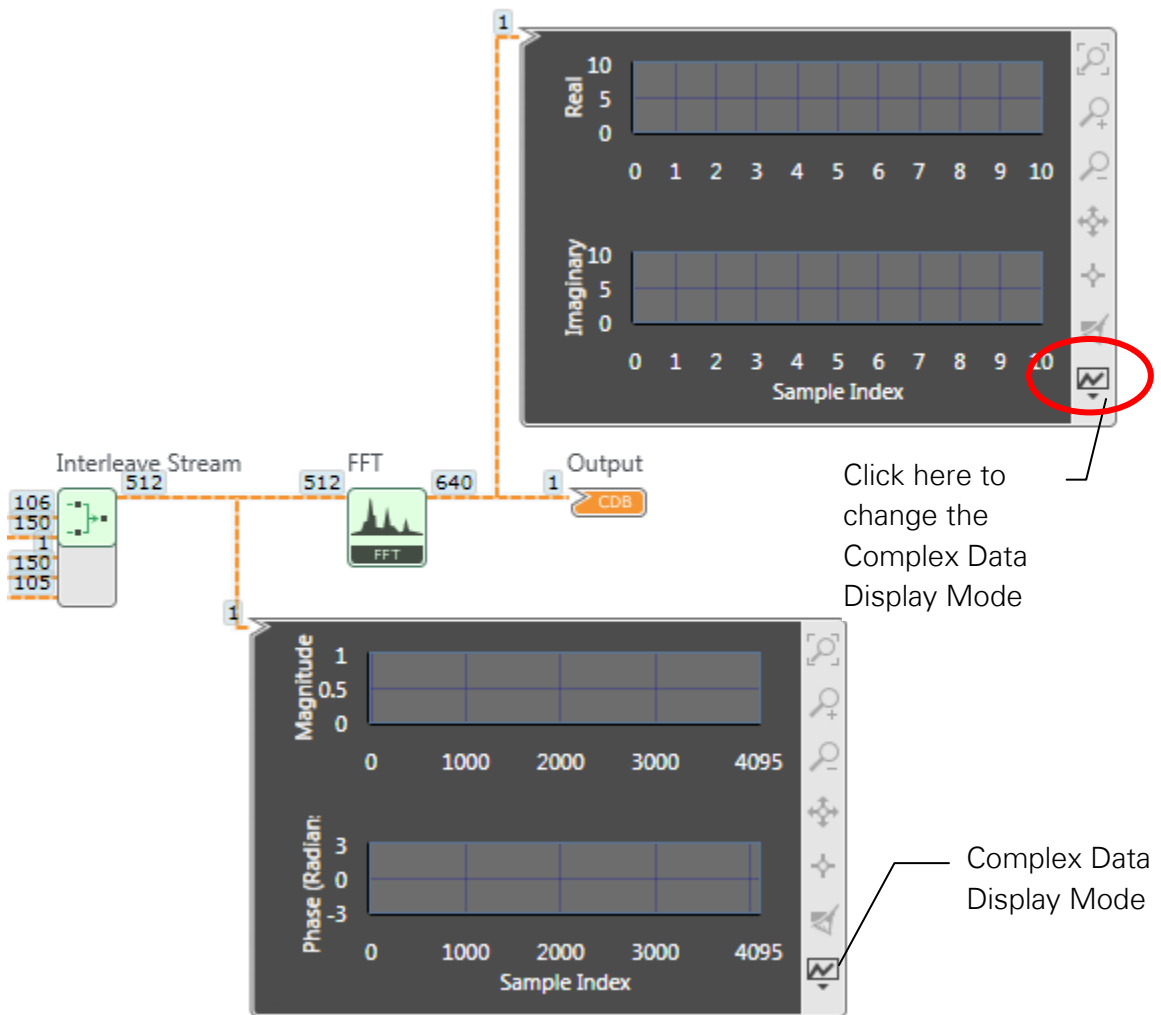 1
Real
10
5
0
0 1 2 3 4 5 6 7 8 9 10
Imaginary
10
5
0
0 1 2 3 4 5 6 7 8 9 10
Sample Index
Click here to
change the
Complex Data
Display Mode
Interleave Stream
512
106
150
1
150
105
512
FFT
FFT
640
1
Output
CDB
1
Magnitude
1
0.5
0
0 1000 2000 3000 4095
Phase (Radian:
3
0
-3
0 1000 2000 3000 4095
Sample Index
Complex Data
Display Mode